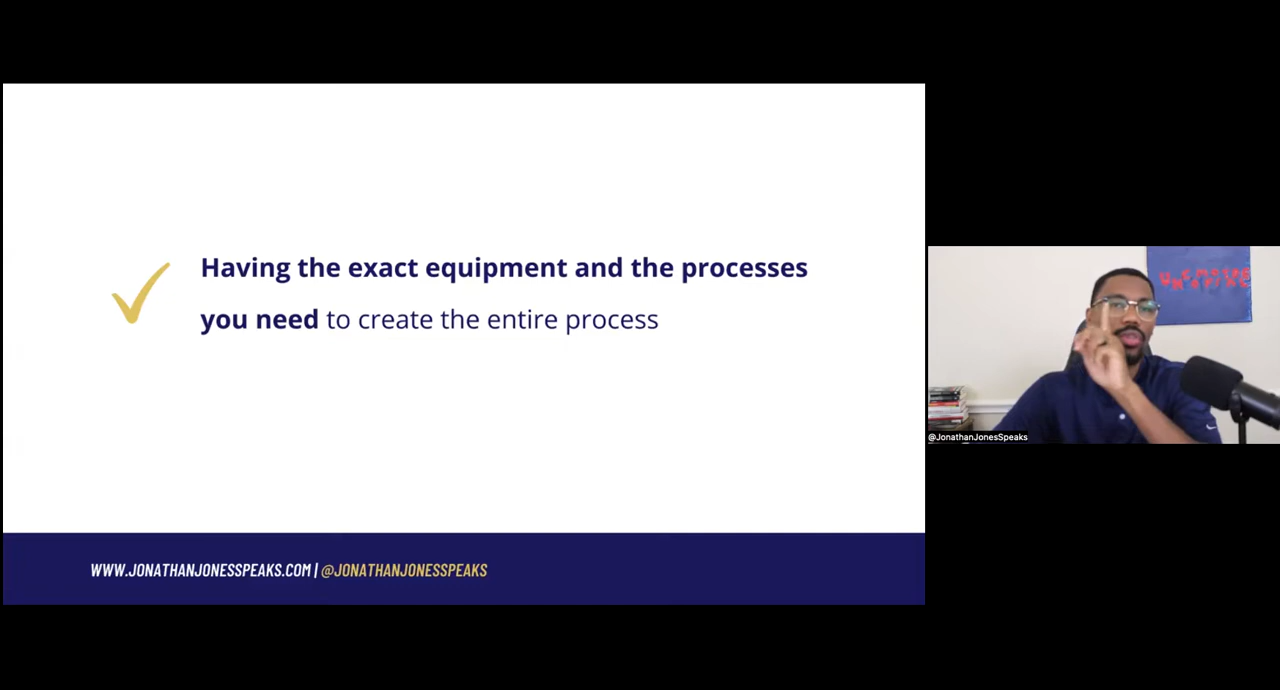 Having the exact equipment and the processes
you need to create the entire process
WWW.JONATHANJONESSPEAKS.COM | @JONATHANJONESSPEAKS
@JonathanJonesSpeaks